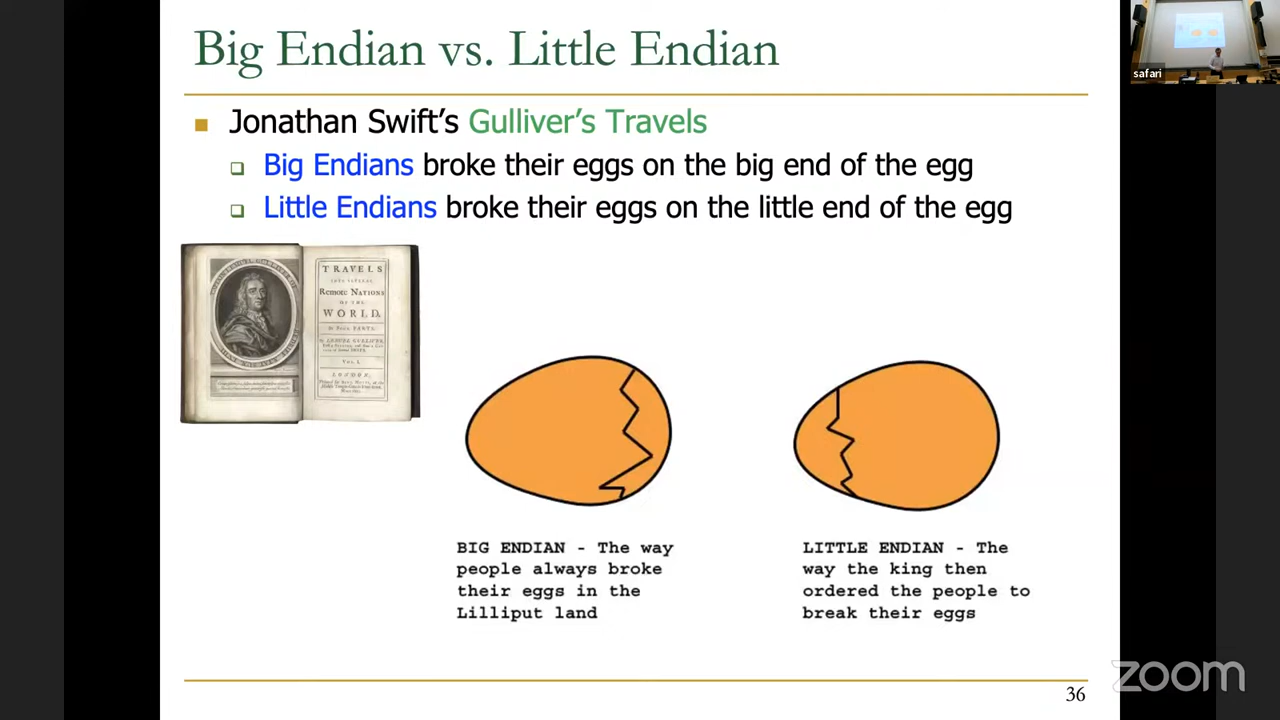 Big Endian vs. Little Endian
safari
Jonathan Swift's Gulliver's Travels
Big Endians broke their eggs on the big end of the egg
Little Endians broke their eggs on the little end of the egg
TRAVELS
Remote NATIONS
OF THE
WORLD.
VOL. I.
LONDON,
BIG ENDIAN - The way
people always broke
their eggs in the
Lilliput land
LITTLE ENDIAN - The
way the king then
ordered the people to
break their eggs
36
zoom